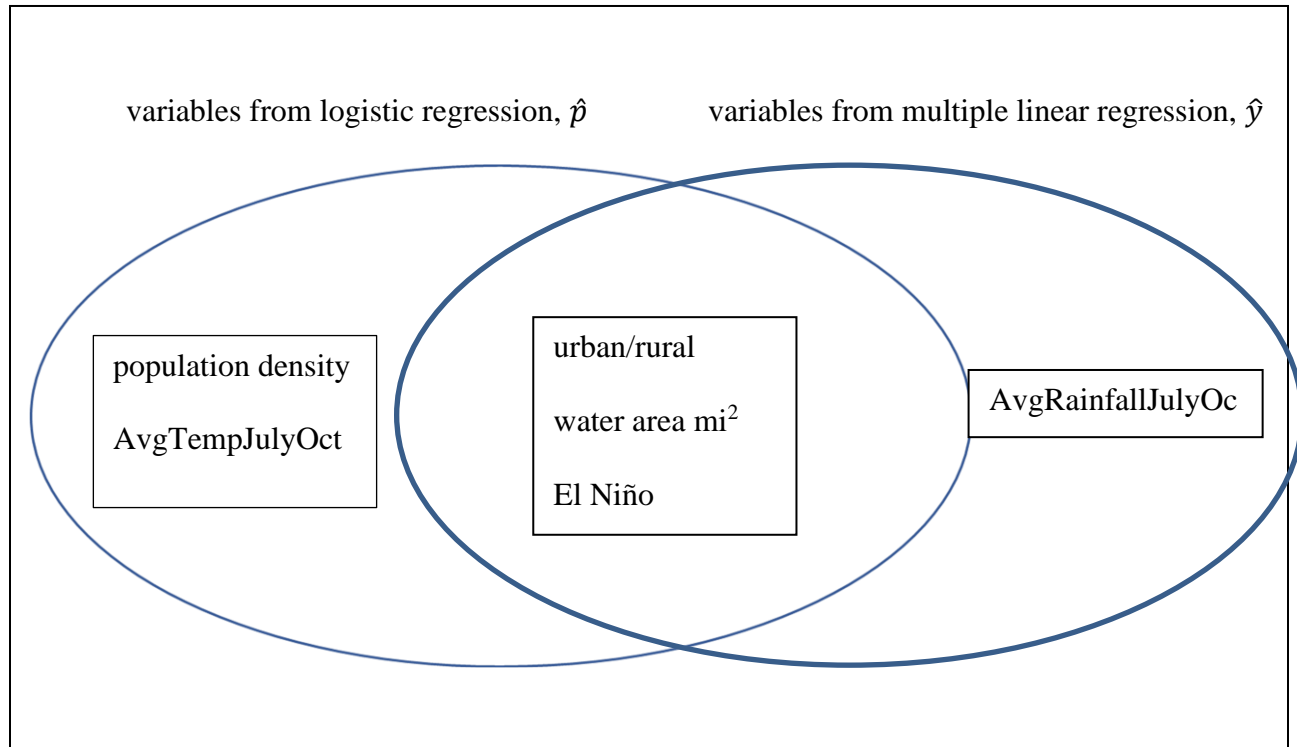 variables from logistic regression, p̂
variables from multiple linear regression, ŷ
population density
AvgTempJulyOct
urban/rural
water area mi²
El Niño
AvgRainfallJulyOc